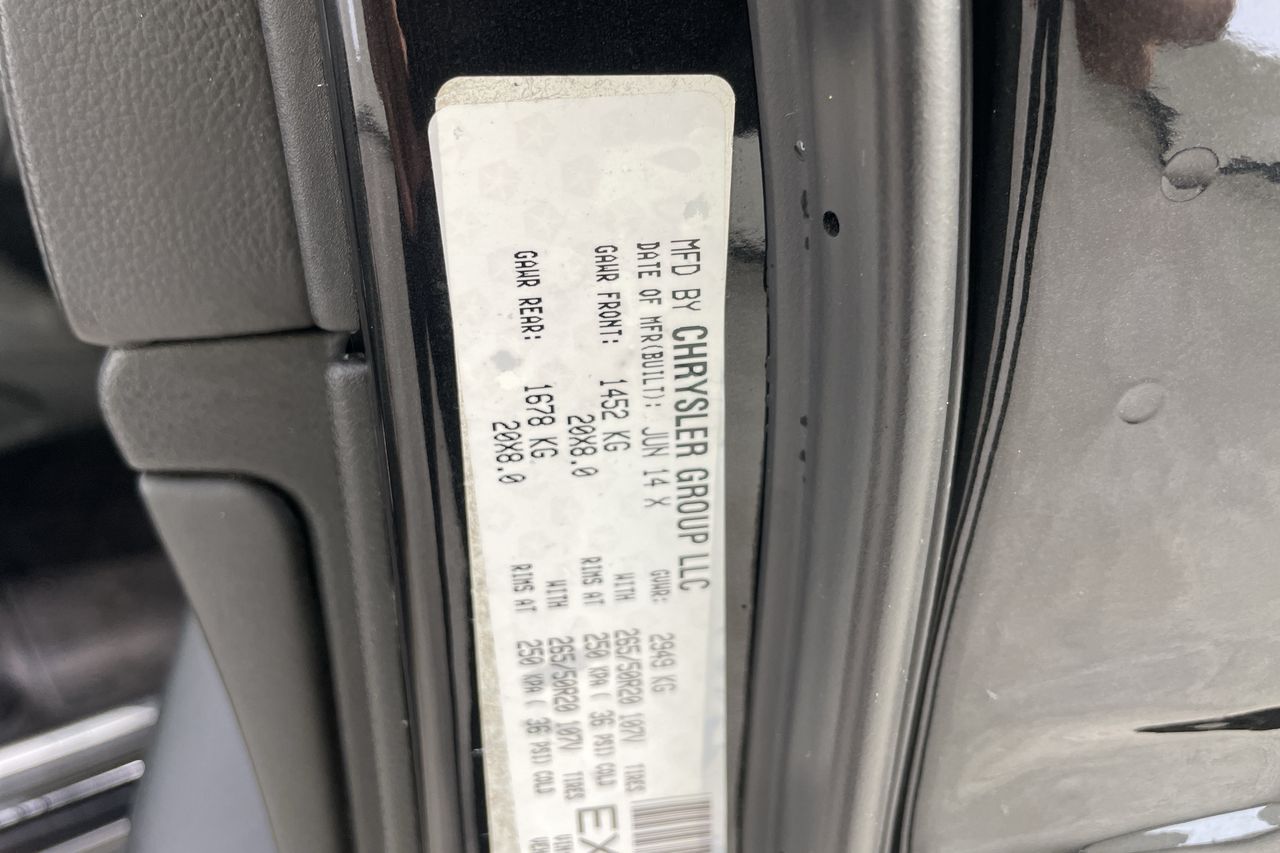 MFD BY CHRYSLER GROUP LLC
DATE OF MFR(BUILT): JUN 14 X GVWR: 2949 KG
GAWR FRONT: 1452 KG WITH 265/50R20 107V TIRES
20X8.0 RIMS AT 250 KPA ( 36 PSI) COLD
GAWR REAR: 1678 KG WITH 265/50R20 107V TIRES
20X8.0 RIMS AT 250 KPA ( 36 PSI) COLD
EX